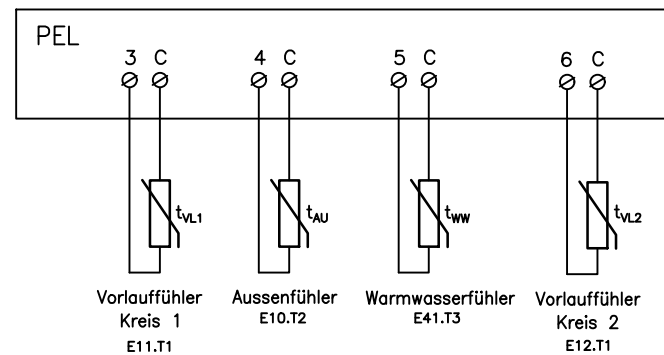 PEL
3 C 4 C 5 C 6 C
tVL1 tAU tWW tVL2
Vorlauffühler Aussenfühler Warmwasserfühler Vorlauffühler
Kreis 1 E10.T2 E41.T3 Kreis 2
E11.T1 E12.T1